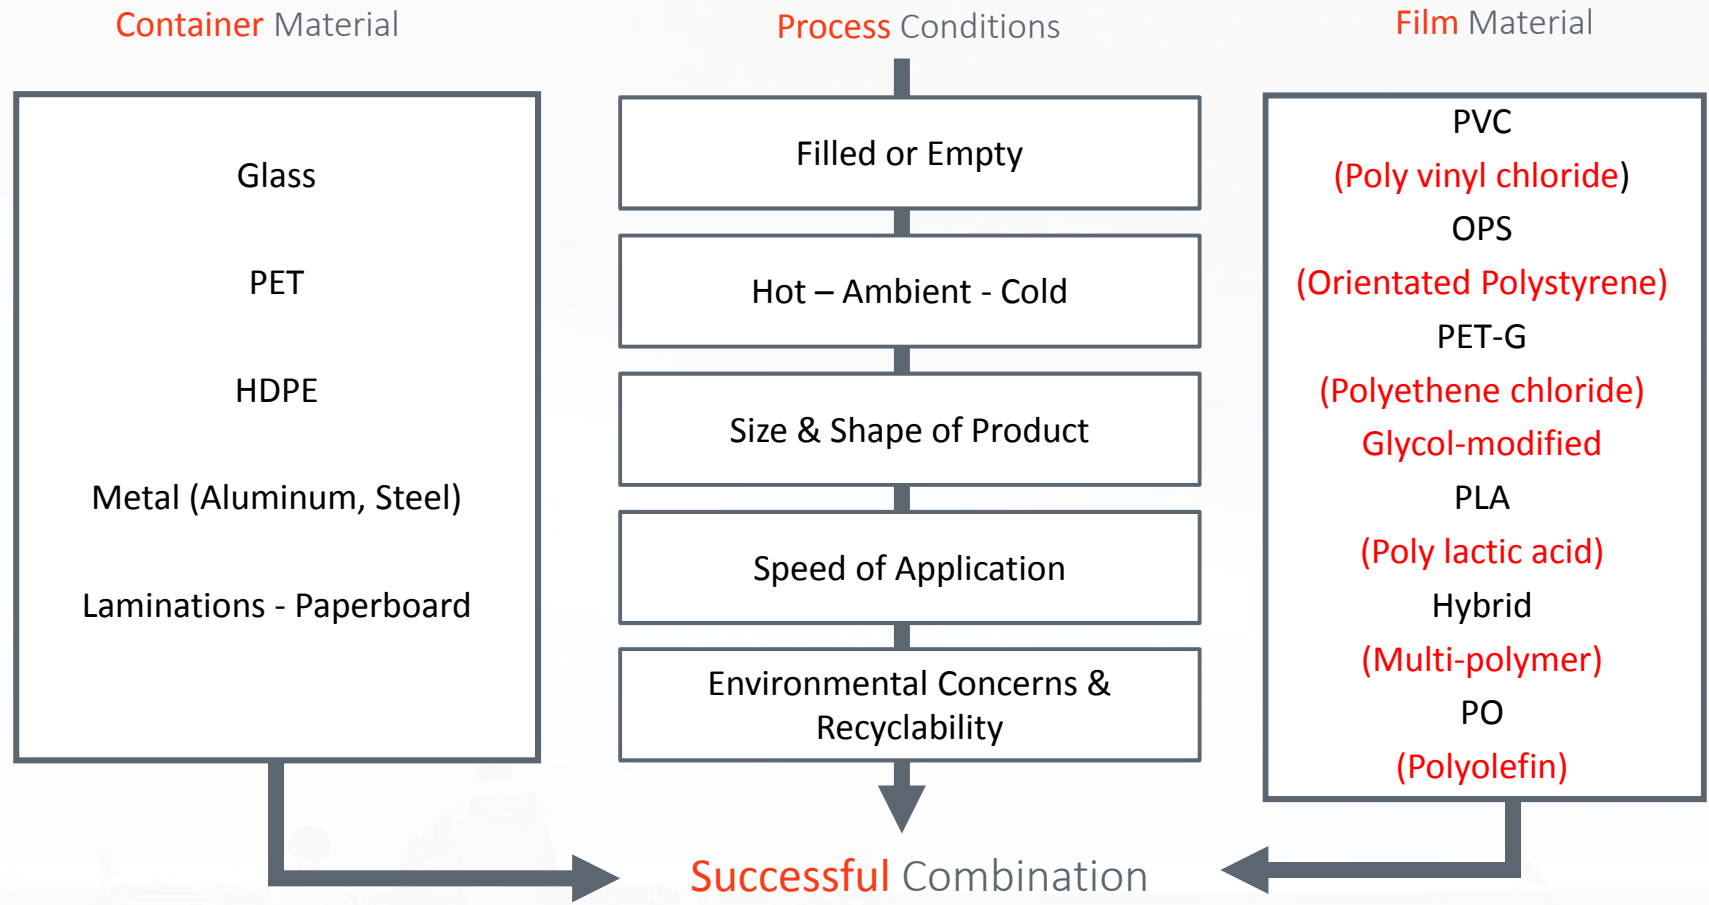 Container Material
Glass
PET
HDPE
Metal (Aluminum, Steel)
Laminations - Paperboard
Process Conditions
Filled or Empty
Hot – Ambient - Cold
Size & Shape of Product
Speed of Application
Environmental Concerns &
Recyclability
Film Material
PVC
(Poly vinyl chloride)
OPS
(Orientated Polystyrene)
PET-G
(Polyethene chloride)
Glycol-modified
PLA
(Poly lactic acid)
Hybrid
(Multi-polymer)
PO
(Polyolefin)
Successful Combination